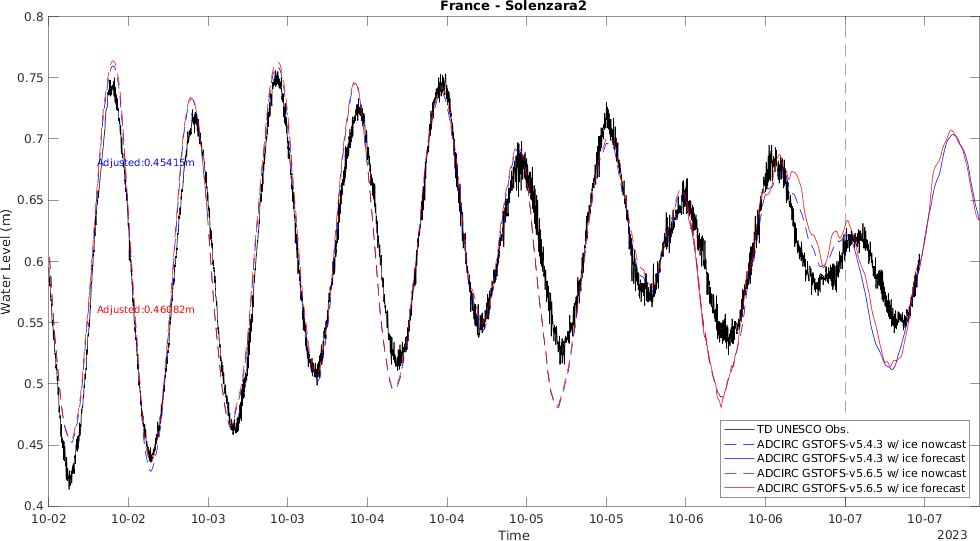 France - Solenzara2
0.8
0.75
0.7
0.65
0.6
0.55
0.5
0.45
0.4
Water Level (m)
Adjusted:0.45415m
Adjusted:0.46082m
TD UNESCO Obs.
ADCIRC GSTOFS-v5.4.3 w/ ice nowcast
ADCIRC GSTOFS-v5.4.3 w/ ice forecast
ADCIRC GSTOFS-v5.6.5 w/ ice nowcast
ADCIRC GSTOFS-v5.6.5 w/ ice forecast
10-02 10-02 10-03 10-03 10-04 10-04 10-05 10-05 10-06 10-06 10-07 10-07
Time
2023